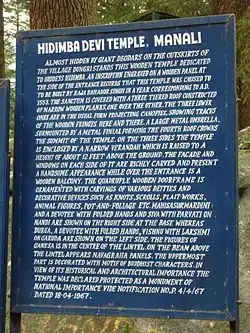 HIDIMBA DEVI TEMPLE, MANALI
ALMOST HIDDEN BY GIANT DEODARS ON THE OUTSKIRTS OF
THE VILLAGE DUNGRI STANDS THIS WOODEN TEMPLE DEDICATED
TO GODDESS HIDIMBA. AN INSCRIPTION ENGRAVED ON A WOODEN PANEL AT
THE SIDE OF THE ENTRANCE RECORDS THAT THIS TEMPLE WAS CAUSED TO
BE BUILT BY RAJA BAHADUR SINGH IN A YEAR CORRESPONDING TO A.D.
1553. THE SANCTUM IS COVERED WITH A THREE TIERED ROOF CONSTRUCTED
OF NARROW WOODEN PLANKS, ONE OVER THE OTHER. THE THREE LOWER
ONES ARE IN THE USUAL FORM PROJECTING CANOPIES, SHOWING TRACES
OF THE WOODEN FRINGES HERE AND THERE. A LARGE METAL UMBRELLA,
SURMOUNTED BY A METAL FINIAL FORMING THE FOURTH ROOF CROWNS
THE SUMMIT OF THE TEMPLE. ON THE THREE SIDES THE TEMPLE
IS ENCLOSED BY A NARROW VERANDAH WHICH IS RAISED TO A
HEIGHT OF ABOUT 12 FEET ABOVE THE GROUND. THE FACADE AND
WINDOWS ON EACH SIDE OF IT ARE RICHLY CARVED AND PRESENT
A HANDSOME APPEARANCE WHILE OVER THE ENTRANCE IS A
WOODEN BALCONY. THE QUADRUPLE WOODEN DOORFRAME IS
ORNAMENTED WITH CARVINGS OF VARIOUS DEITIES AND
DECORATIVE DEVICES SUCH AS KNOTS, SCROLLS, PLAIT WORKS,
ANIMAL FIGURES, POT-AND-FOLIAGE ETC. MAHISASURMARDINI
AND A DEVOTEE WITH FOLDED HANDS AND SIVA WITH PARVATI ON
NANDI ARE SHOWN ON THE RIGHT SIDE AT THE BASE WHEREAS
DURGA, A DEVOTEE WITH FOLDED HANDS, VISHNU WITH LAKSHMI
ON GARUDA ARE SHOWN ON THE LEFT SIDE. THE FIGURES OF
GANESA IS IN THE CENTRE OF THE LINTEL. ON THE BEAM ABOVE
THE LINTEL APPEARS NAVAGRAHA PANELS. THE UPPERMOST
PART IS DECORATED WITH MOTIF OF BUDDHIST CHARACTERS. IN
VIEW OF ITS HISTORICAL AND ARCHITECTURAL IMPORTANCE THE
TEMPLE WAS DECLARED PROTECTED AS A MONUMENT OF
NATIONAL IMPORTANCE VIDE NOTIFICATION NO.F. 4/4/67
DATED 18-04-1967.